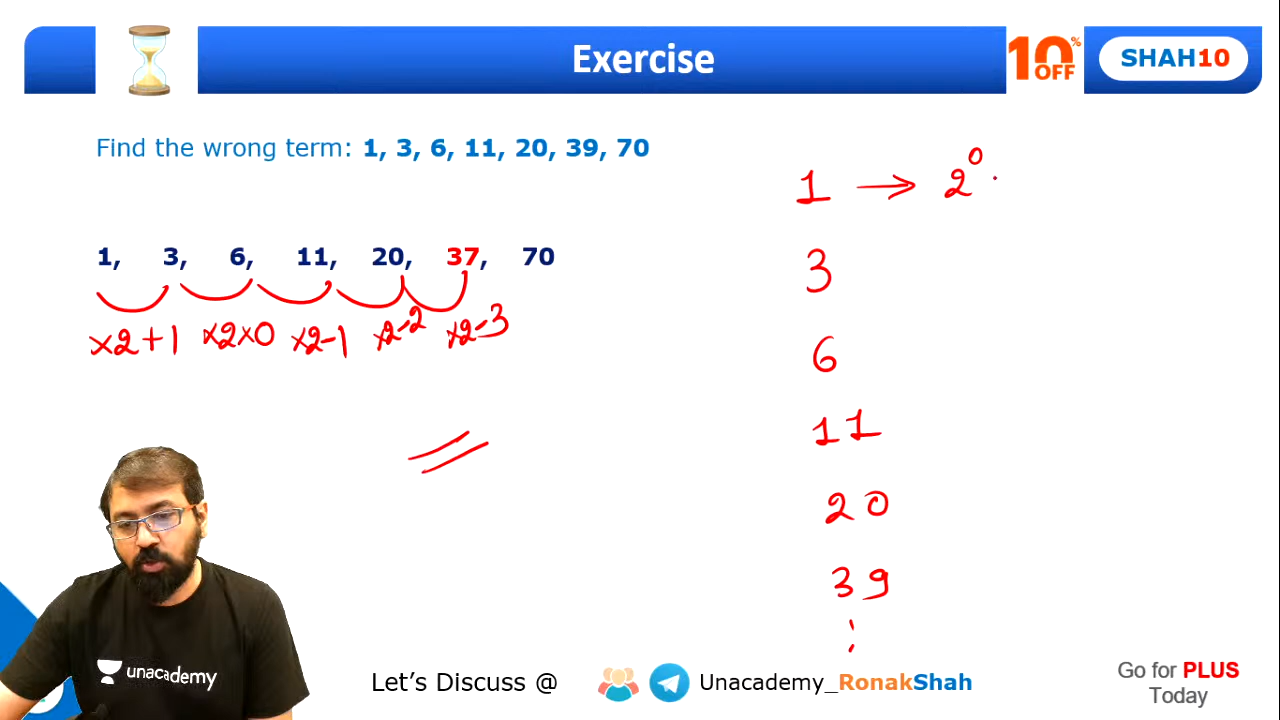 Exercise
10% OFF
SHAH10
Find the wrong term: 1, 3, 6, 11, 20, 39, 70
1, 3, 6, 11, 20, 37, 70
×2+1 ×2×0 ×2-1 ×2-2 ×2-3
1 → 2⁰
3
6
11
20
39
unacademy
Let’s Discuss @ Unacademy_RonakShah
Go for PLUS
Today